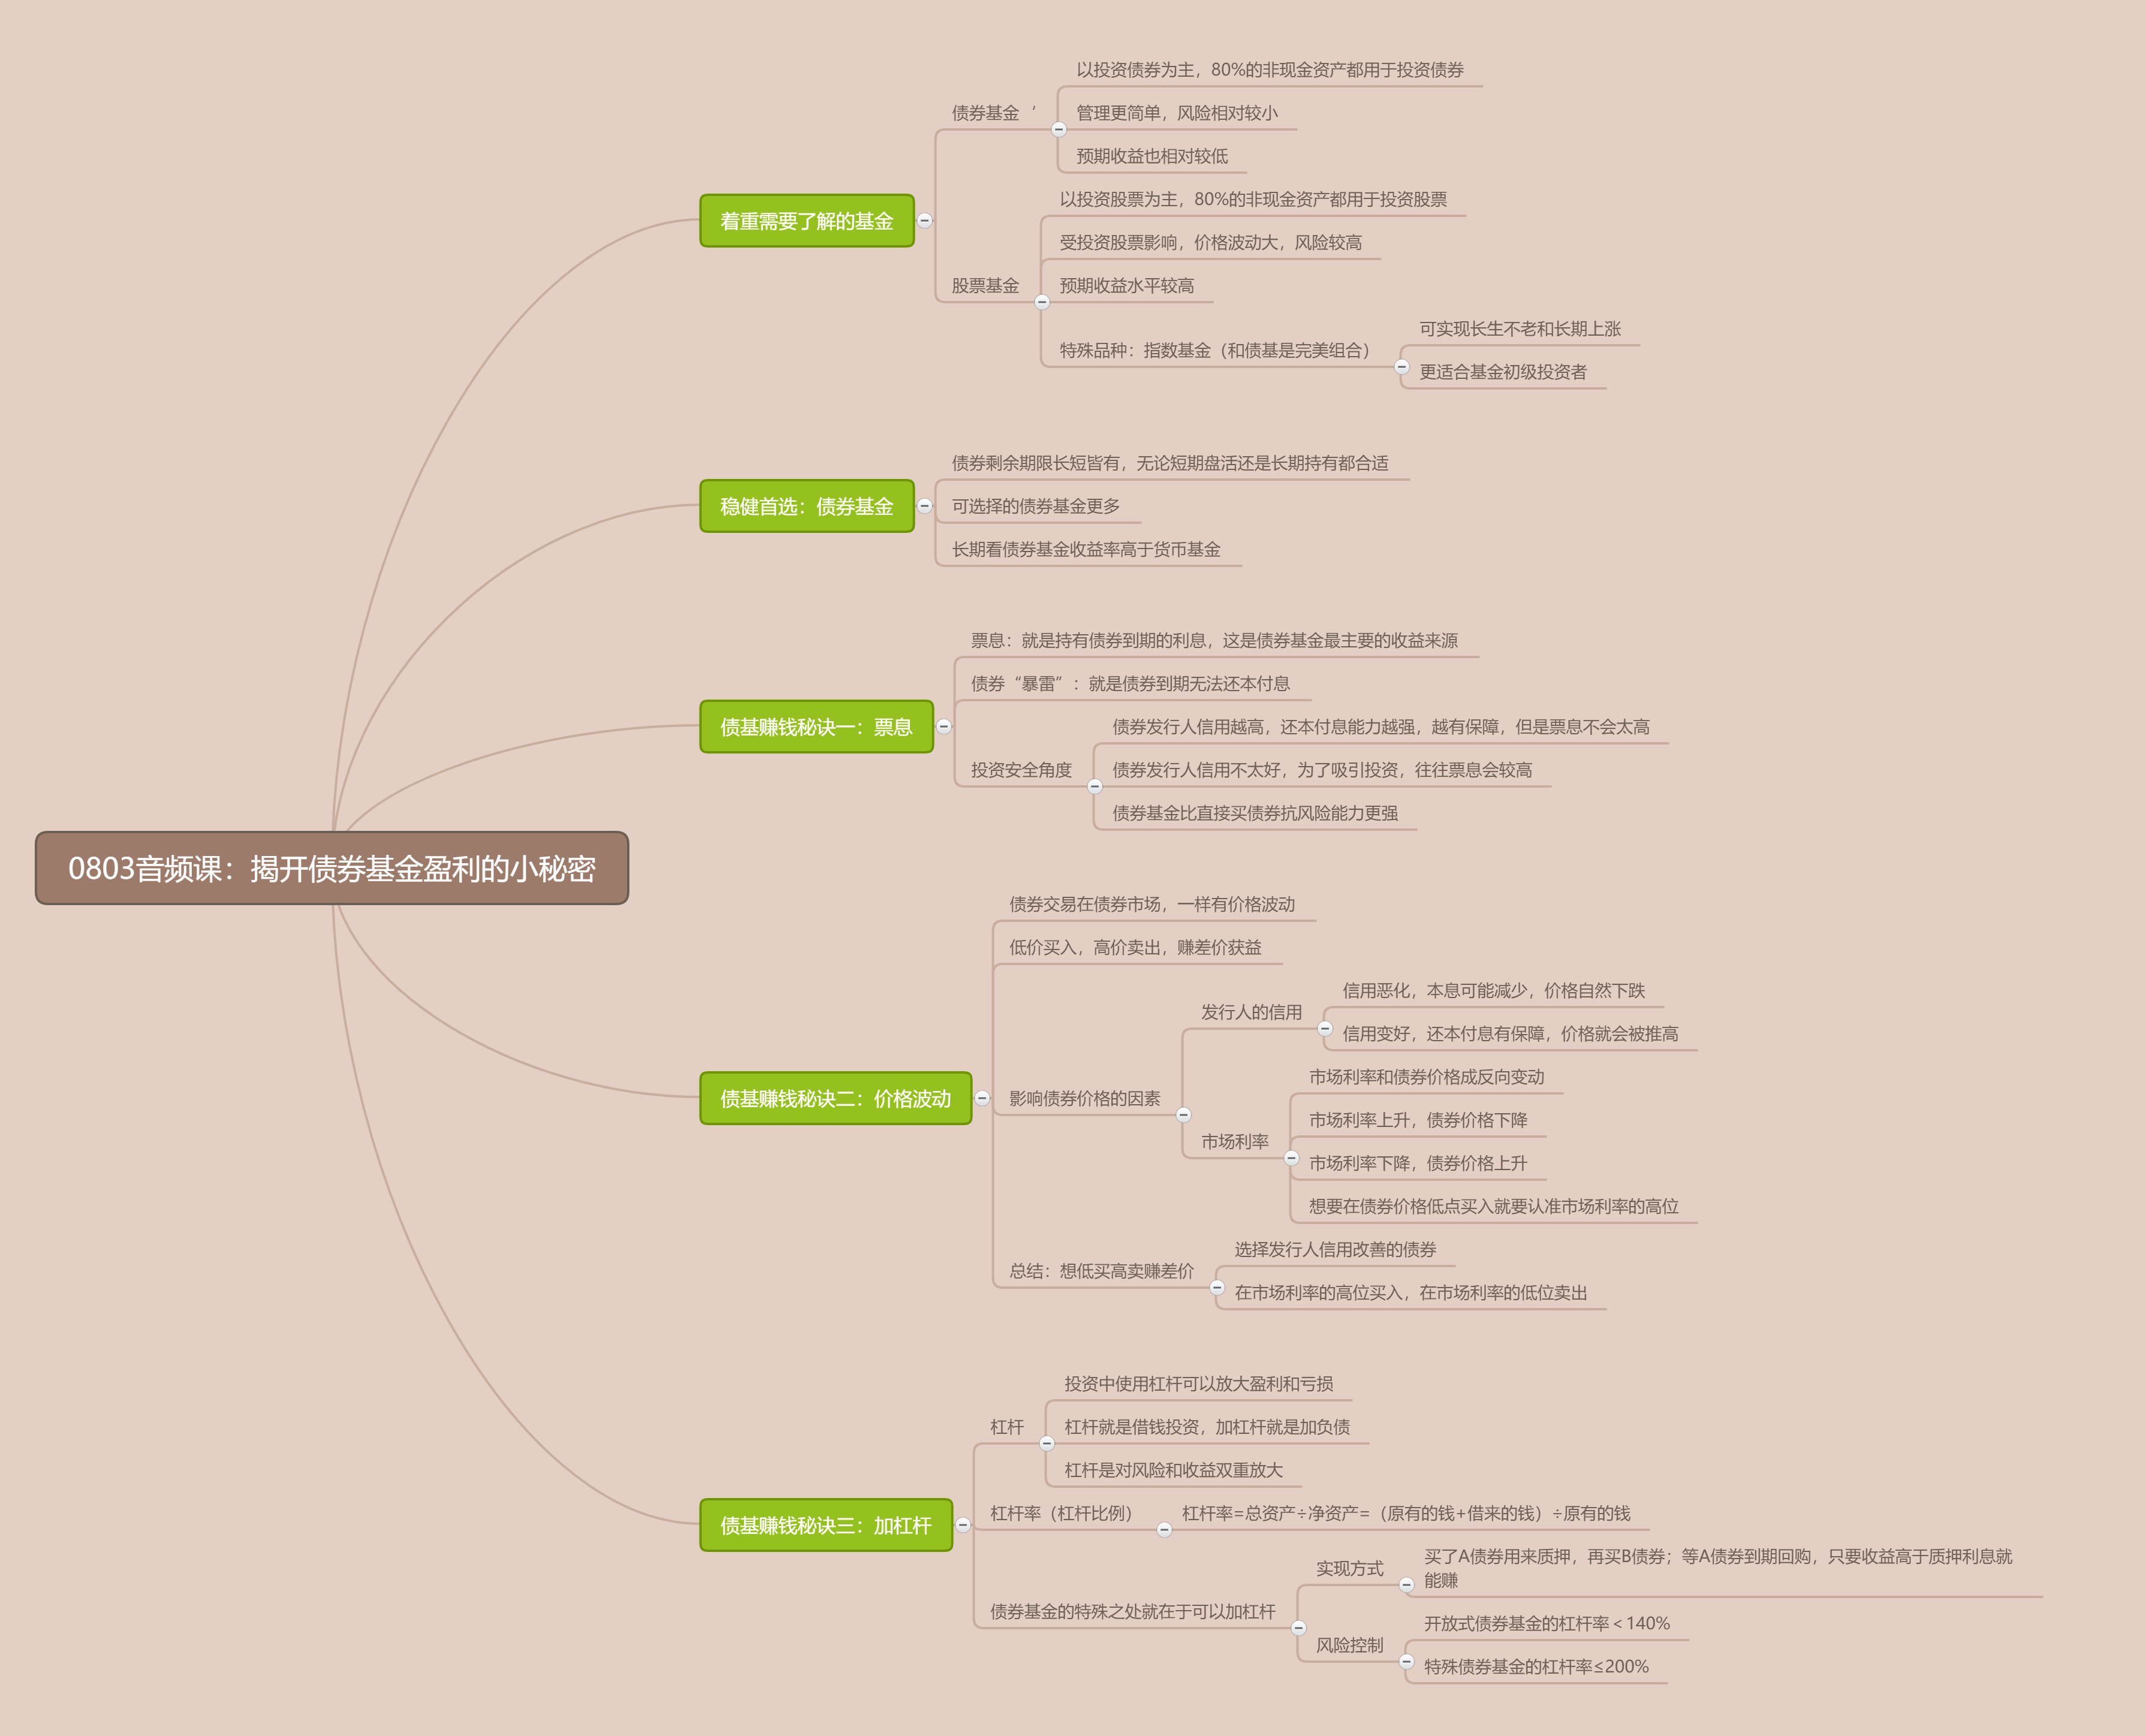 0803音频课：揭开债券基金盈利的小秘密
着重需要了解的基金
债券基金 ‘
以投资债券为主，80%的非现金资产都用于投资债券
管理更简单，风险相对较小
预期收益也相对较低
股票基金
以投资股票为主，80%的非现金资产都用于投资股票
受投资股票影响，价格波动大，风险较高
预期收益水平较高
特殊品种：指数基金（和债基是完美组合）
可实现长生不老和长期上涨
更适合基金初级投资者
稳健首选：债券基金
债券剩余期限长短皆有，无论短期盘活还是长期持有都合适
可选择的债券基金更多
长期看债券基金收益率高于货币基金
债基赚钱秘诀一：票息
票息：就是持有债券到期的利息，这是债券基金最主要的收益来源
债券“暴雷”：就是债券到期无法还本付息
投资安全角度
债券发行人信用越高，还本付息能力越强，越有保障，但是票息不会太高
债券发行人信用不太好，为了吸引投资，往往票息会较高
债券基金比直接买债券抗风险能力更强
债基赚钱秘诀二：价格波动
债券交易在债券市场，一样有价格波动
低价买入，高价卖出，赚差价获益
影响债券价格的因素
发行人的信用
信用恶化，本息可能减少，价格自然下跌
信用变好，还本付息有保障，价格就会被推高
市场利率
市场利率和债券价格成反向变动
市场利率上升，债券价格下降
市场利率下降，债券价格上升
想要在债券价格低点买入就要认准市场利率的高位
总结：想低买高卖赚差价
选择发行人信用改善的债券
在市场利率的高位买入，在市场利率的低位卖出
债基赚钱秘诀三：加杠杆
杠杆
投资中使用杠杆可以放大盈利和亏损
杠杆就是借钱投资，加杠杆就是加负债
杠杆是对风险和收益双重放大
杠杆率（杠杆比例）
杠杆率=总资产÷净资产=（原有的钱+借来的钱）÷原有的钱
债券基金的特殊之处就在于可以加杠杆
实现方式
买了A债券用来质押，再买B债券；等A债券到期回购，只要收益高于质押利息就
能赚
风险控制
开放式债券基金的杠杆率＜140%
特殊债券基金的杠杆率≤200%